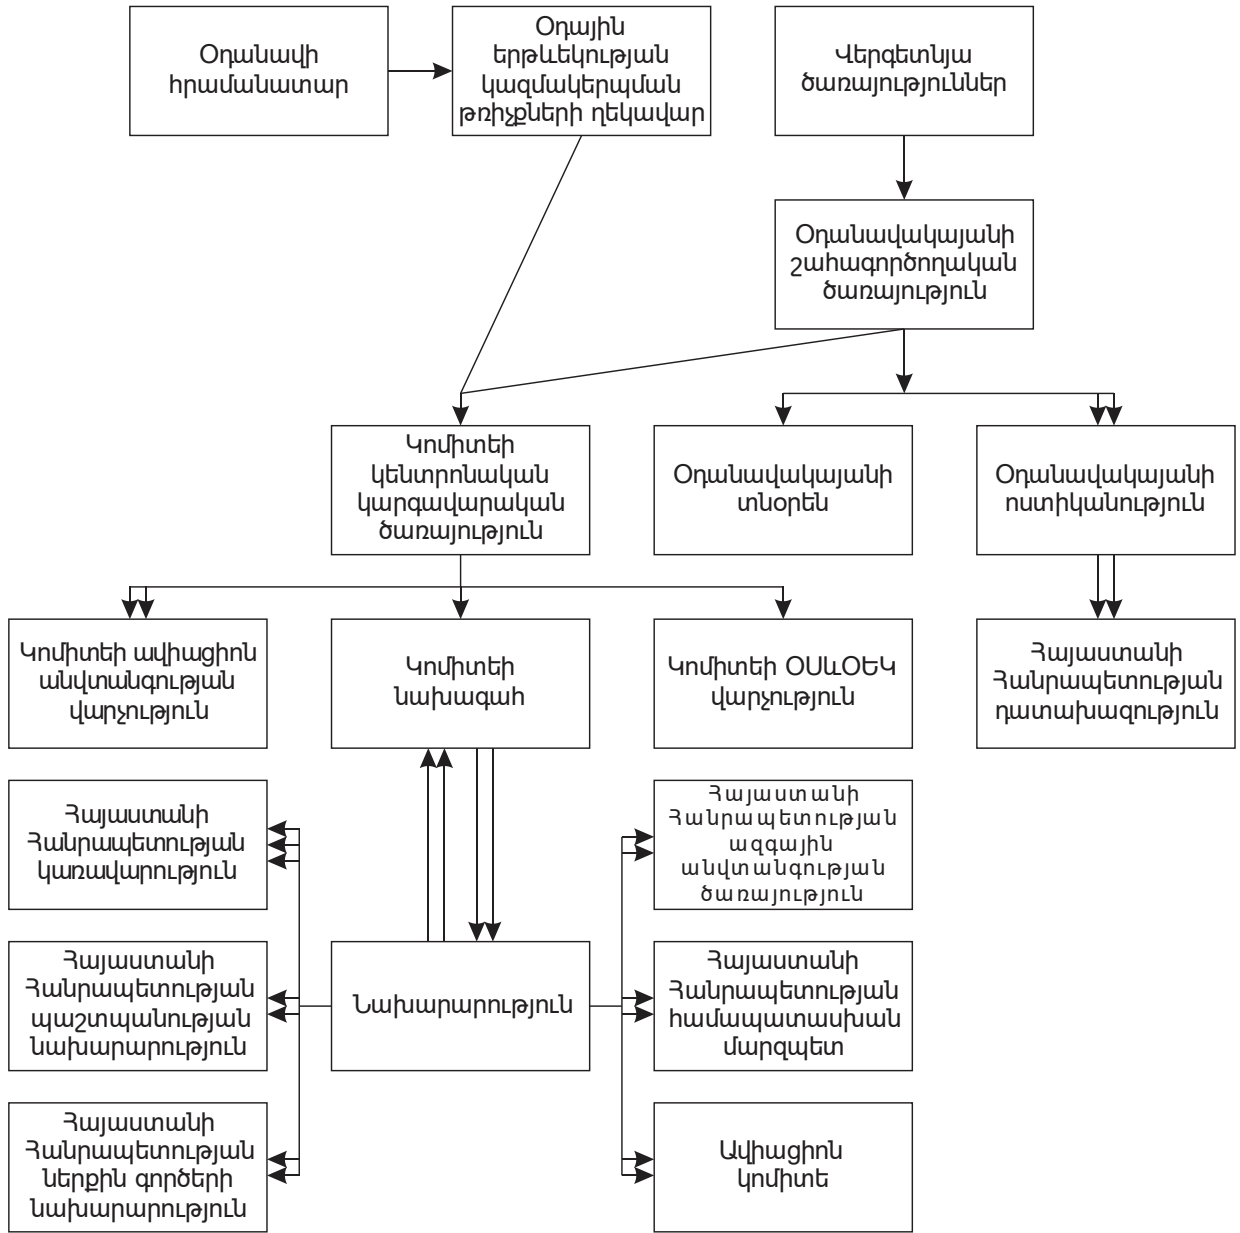 Օդանավի
հրամանատար
Օդային
երթևեկության
կազմակերպման
թռիչքների ղեկավար
Վերգետնյա
ծառայություններ
Օդանավակայանի
շահագործողական
ծառայություն
Կոմիտեի
կենտրոնական
կարգավարական
ծառայություն
Օդանավակայանի
տնօրեն
Օդանավակայանի
ոստիկանություն
Կոմիտեի ավիացիոն
անվտանգության
վարչություն
Կոմիտեի
նախագահ
Կոմիտեի ՕՍևՕԵԿ
վարչություն
Հայաստանի
Հանրապետության
դատախազություն
Հայաստանի
Հանրապետության
կառավարություն
Հայաստանի
Հանրապետության
ազգային
անվտանգության
ծառայություն
Հայաստանի
Հանրապետության
պաշտպանության
նախարարություն
Նախարարություն
Հայաստանի
Հանրապետության
համապատասխան
մարզպետ
Հայաստանի
Հանրապետության
ներքին գործերի
նախարարություն
Ավիացիոն
կոմիտե